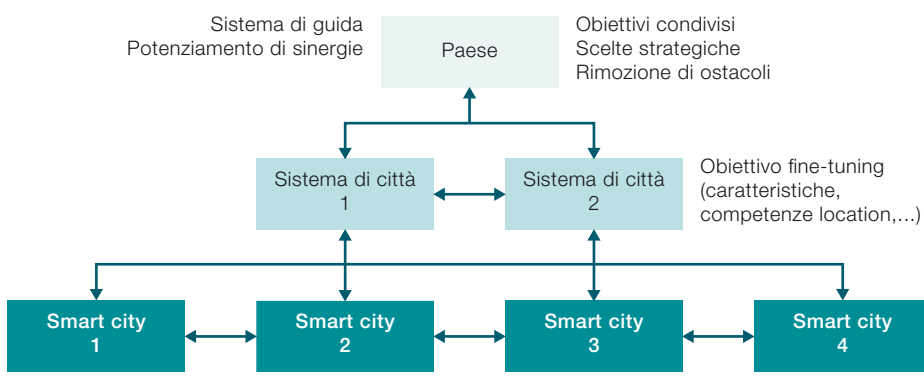 Sistema di guida
Potenziamento di sinergie
Paese
Obiettivi condivisi
Scelte strategiche
Rimozione di ostacoli
Sistema di città
1
Sistema di città
2
Obiettivo fine-tuning
(caratteristiche,
competenze location,...)
Smart city
1
Smart city
2
Smart city
3
Smart city
4